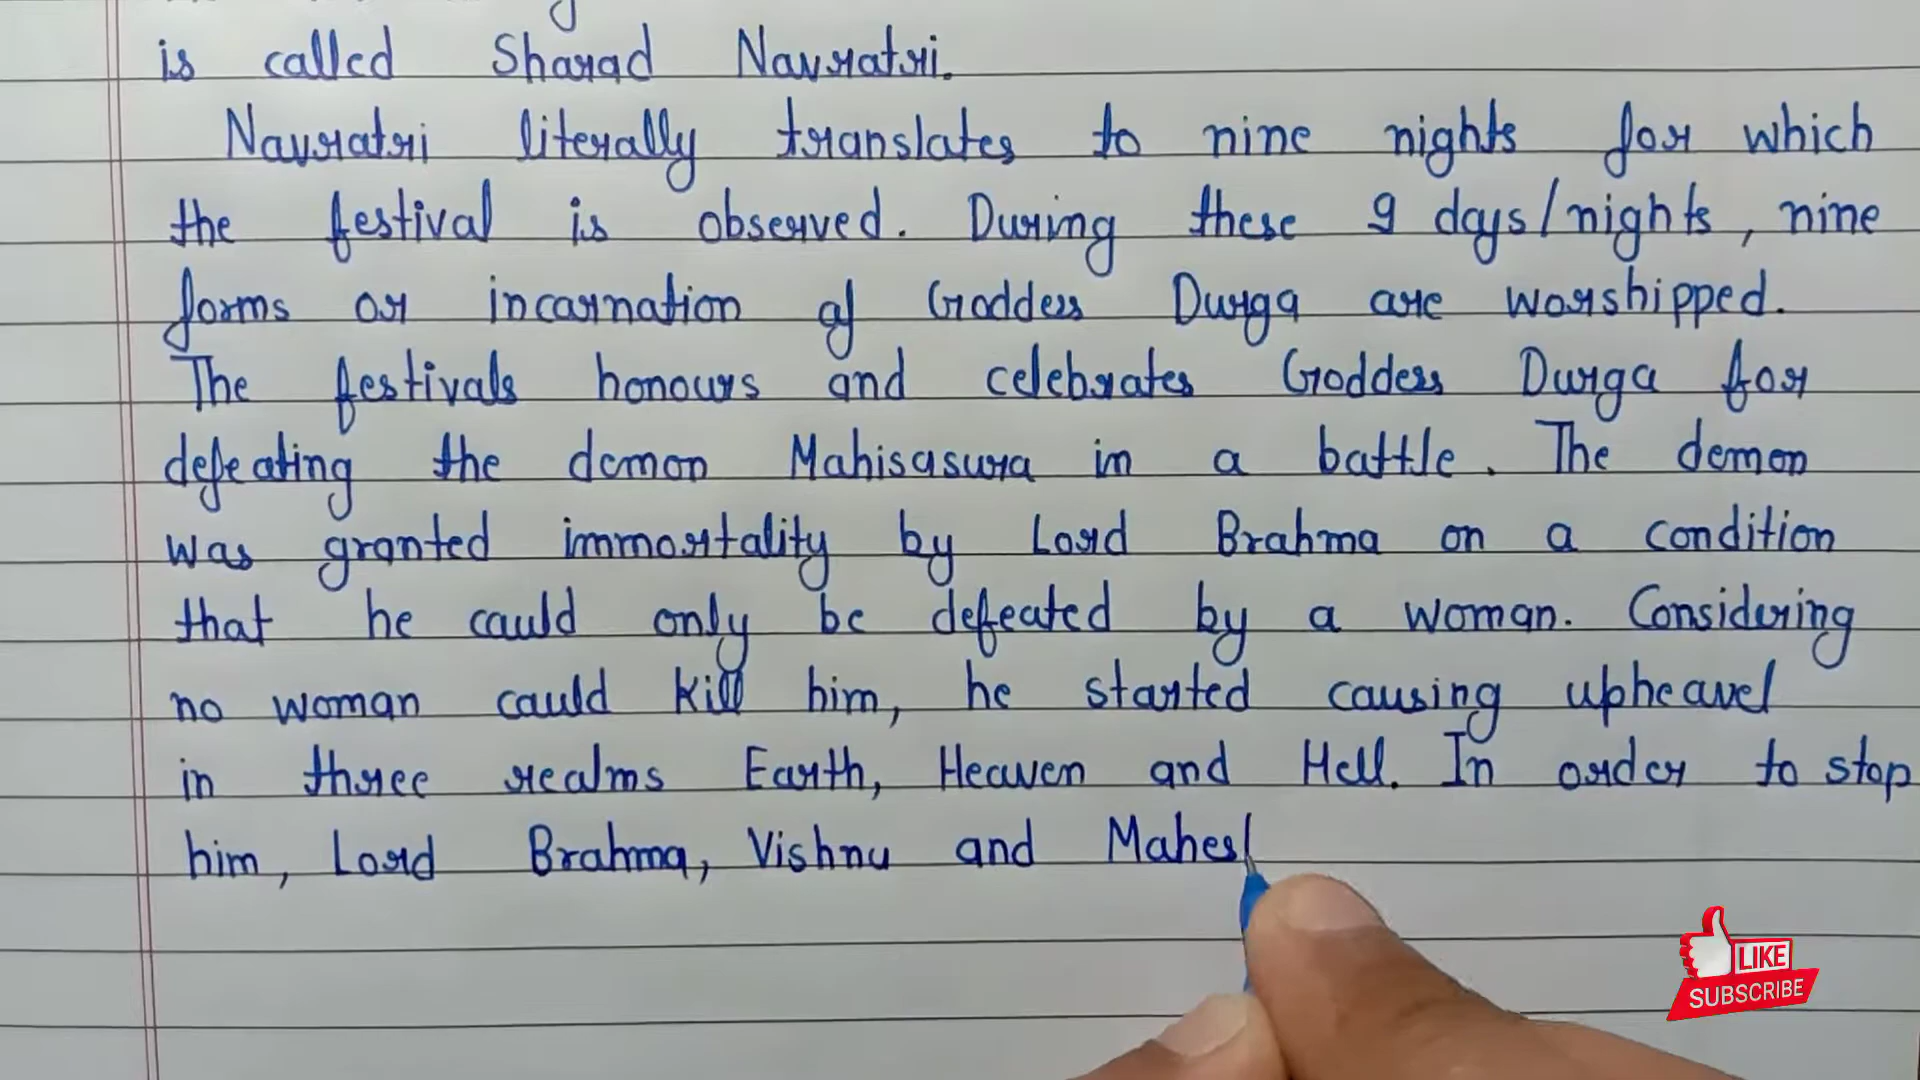 is called Sharad Navratri.
Navratri literally translates to nine nights for which
the festival is observed. During these 9 days/nights, nine
forms or incarnation of Goddess Durga are worshipped.
The festivals honours and celebrates Goddess Durga for
defeating the demon Mahisasura in a battle. The demon
was granted immortality by Lord Brahma on a condition
that he could only be defeated by a woman. Considering
no woman could kill him, he started causing upheavel
in three realms Earth, Heaven and Hell. In order to stop
him, Lord Brahma, Vishnu and Mahes
LIKE
SUBSCRIBE